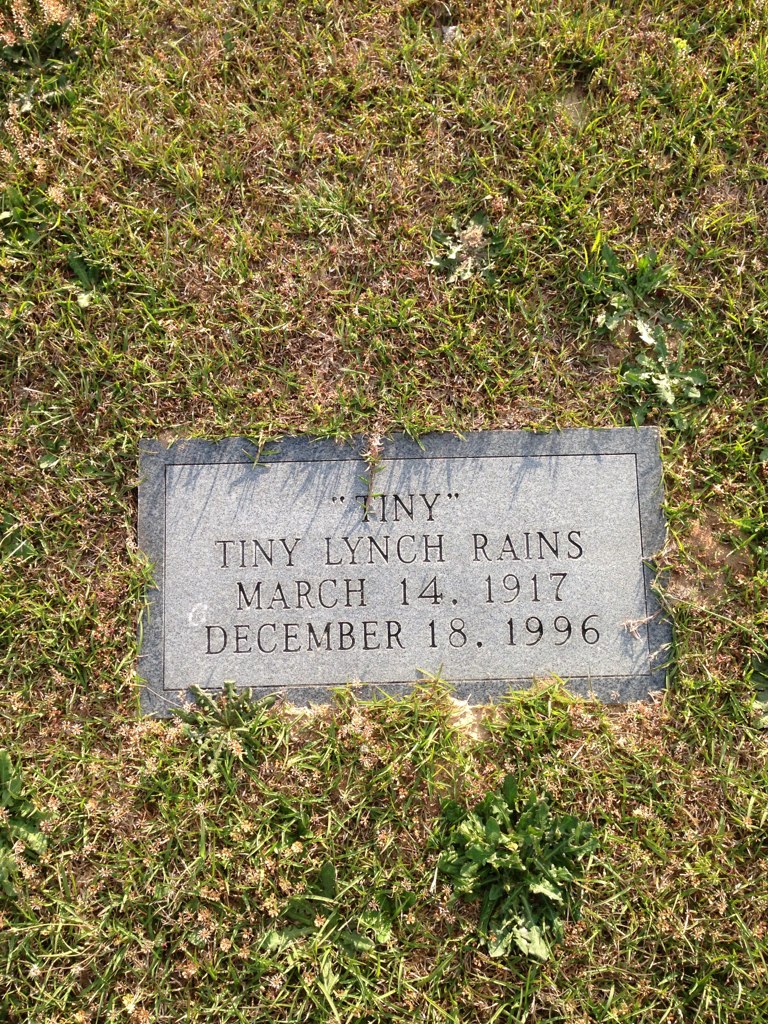 "TINY"
TINY LYNCH RAINS
MARCH 14. 1917
DECEMBER 18. 1996